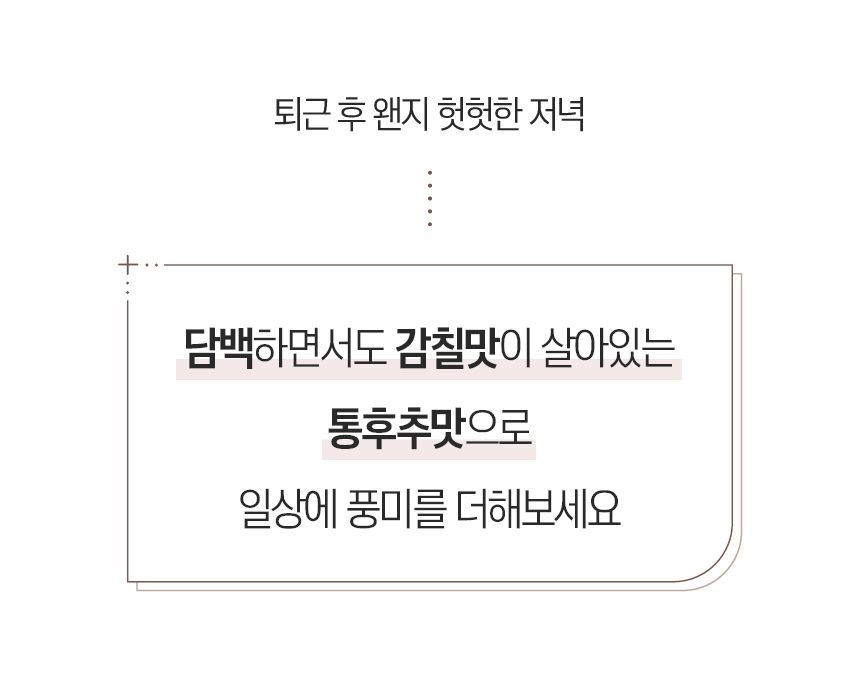 퇴근 후 왠지 헛헛한 저녁
담백하면서도 감칠맛이 살아있는
통후추맛으로
일상에 풍미를 더해보세요